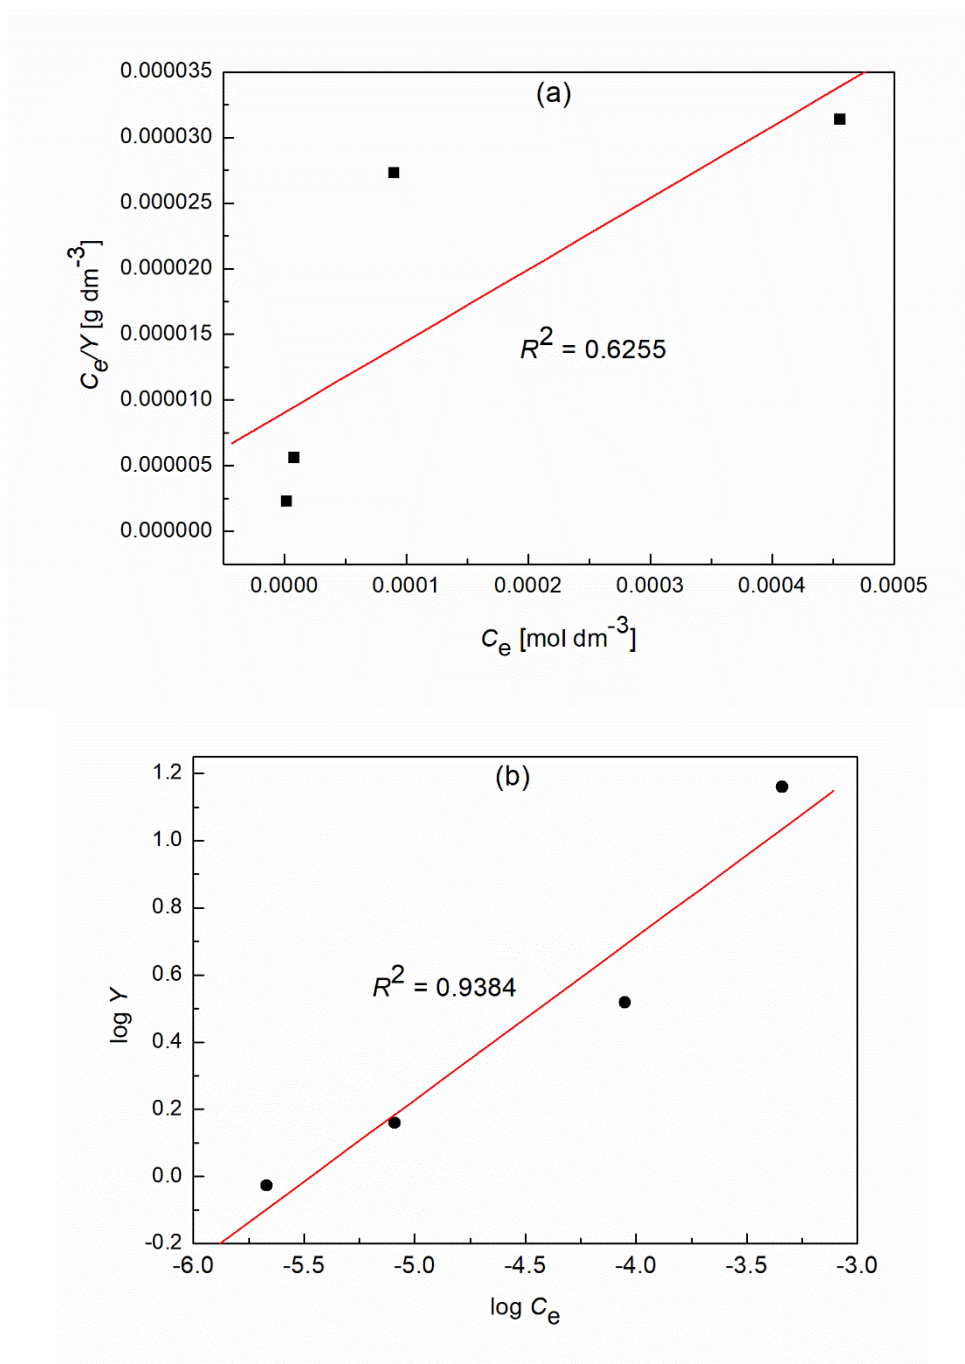 (a)
0.000035
0.000030
0.000025
0.000020
0.000015
0.000010
0.000005
0.000000
Ce/Y [g dm-3]
R2 = 0.6255
0.0000 0.0001 0.0002 0.0003 0.0004 0.0005
Ce [mol dm-3]
(b)
1.2
1.0
0.8
0.6
0.4
0.2
0.0
-0.2
log Y
R2 = 0.9384
-6.0 -5.5 -5.0 -4.5 -4.0 -3.5 -3.0
log Ce